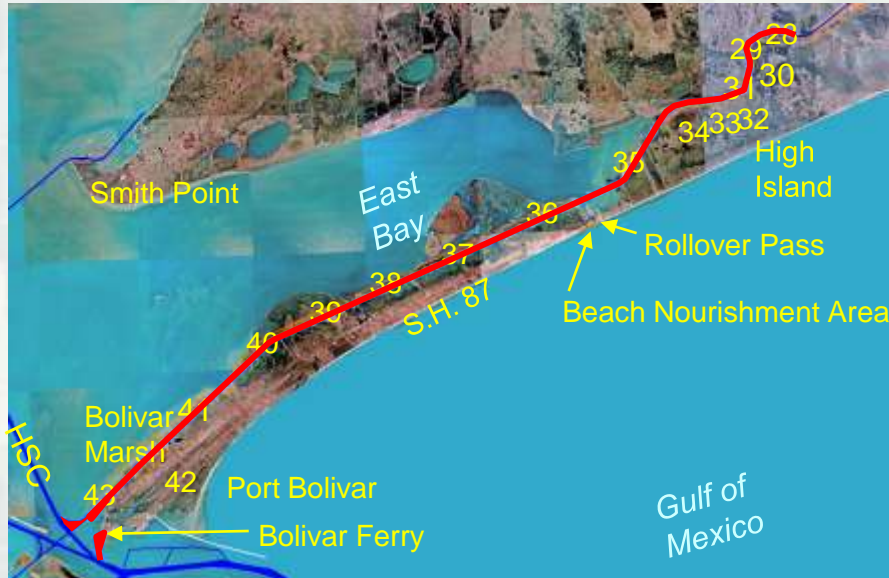 28
29
30
31
34 33 32
High
Island
35
Smith Point
East
Bay
36
Rollover Pass
37
Beach Nourishment Area
38
S.H. 87
39
40
Bolivar
Marsh
41
HSC
42
43
Port Bolivar
Gulf of
Mexico
Bolivar Ferry